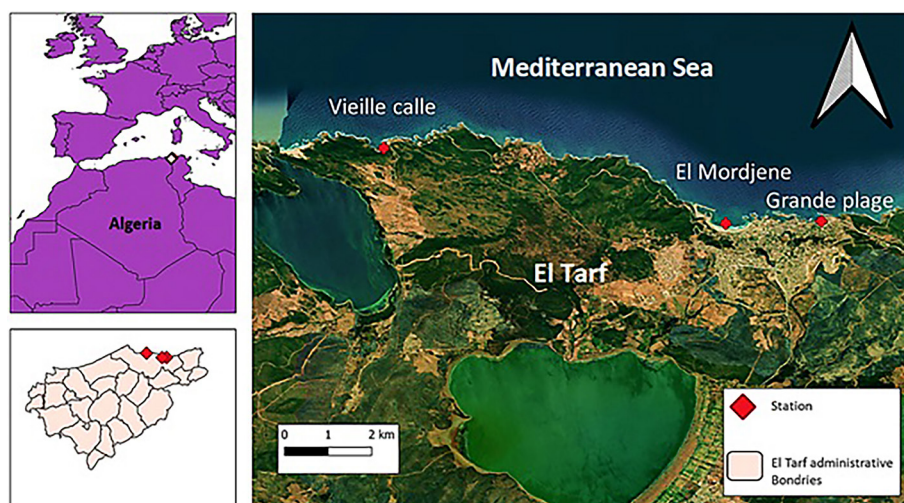 Algeria
Mediterranean Sea
Vieille calle
El Mordjene
Grande plage
El Tarf
0 1 2 km
Station
El Tarf administrative
Bondries